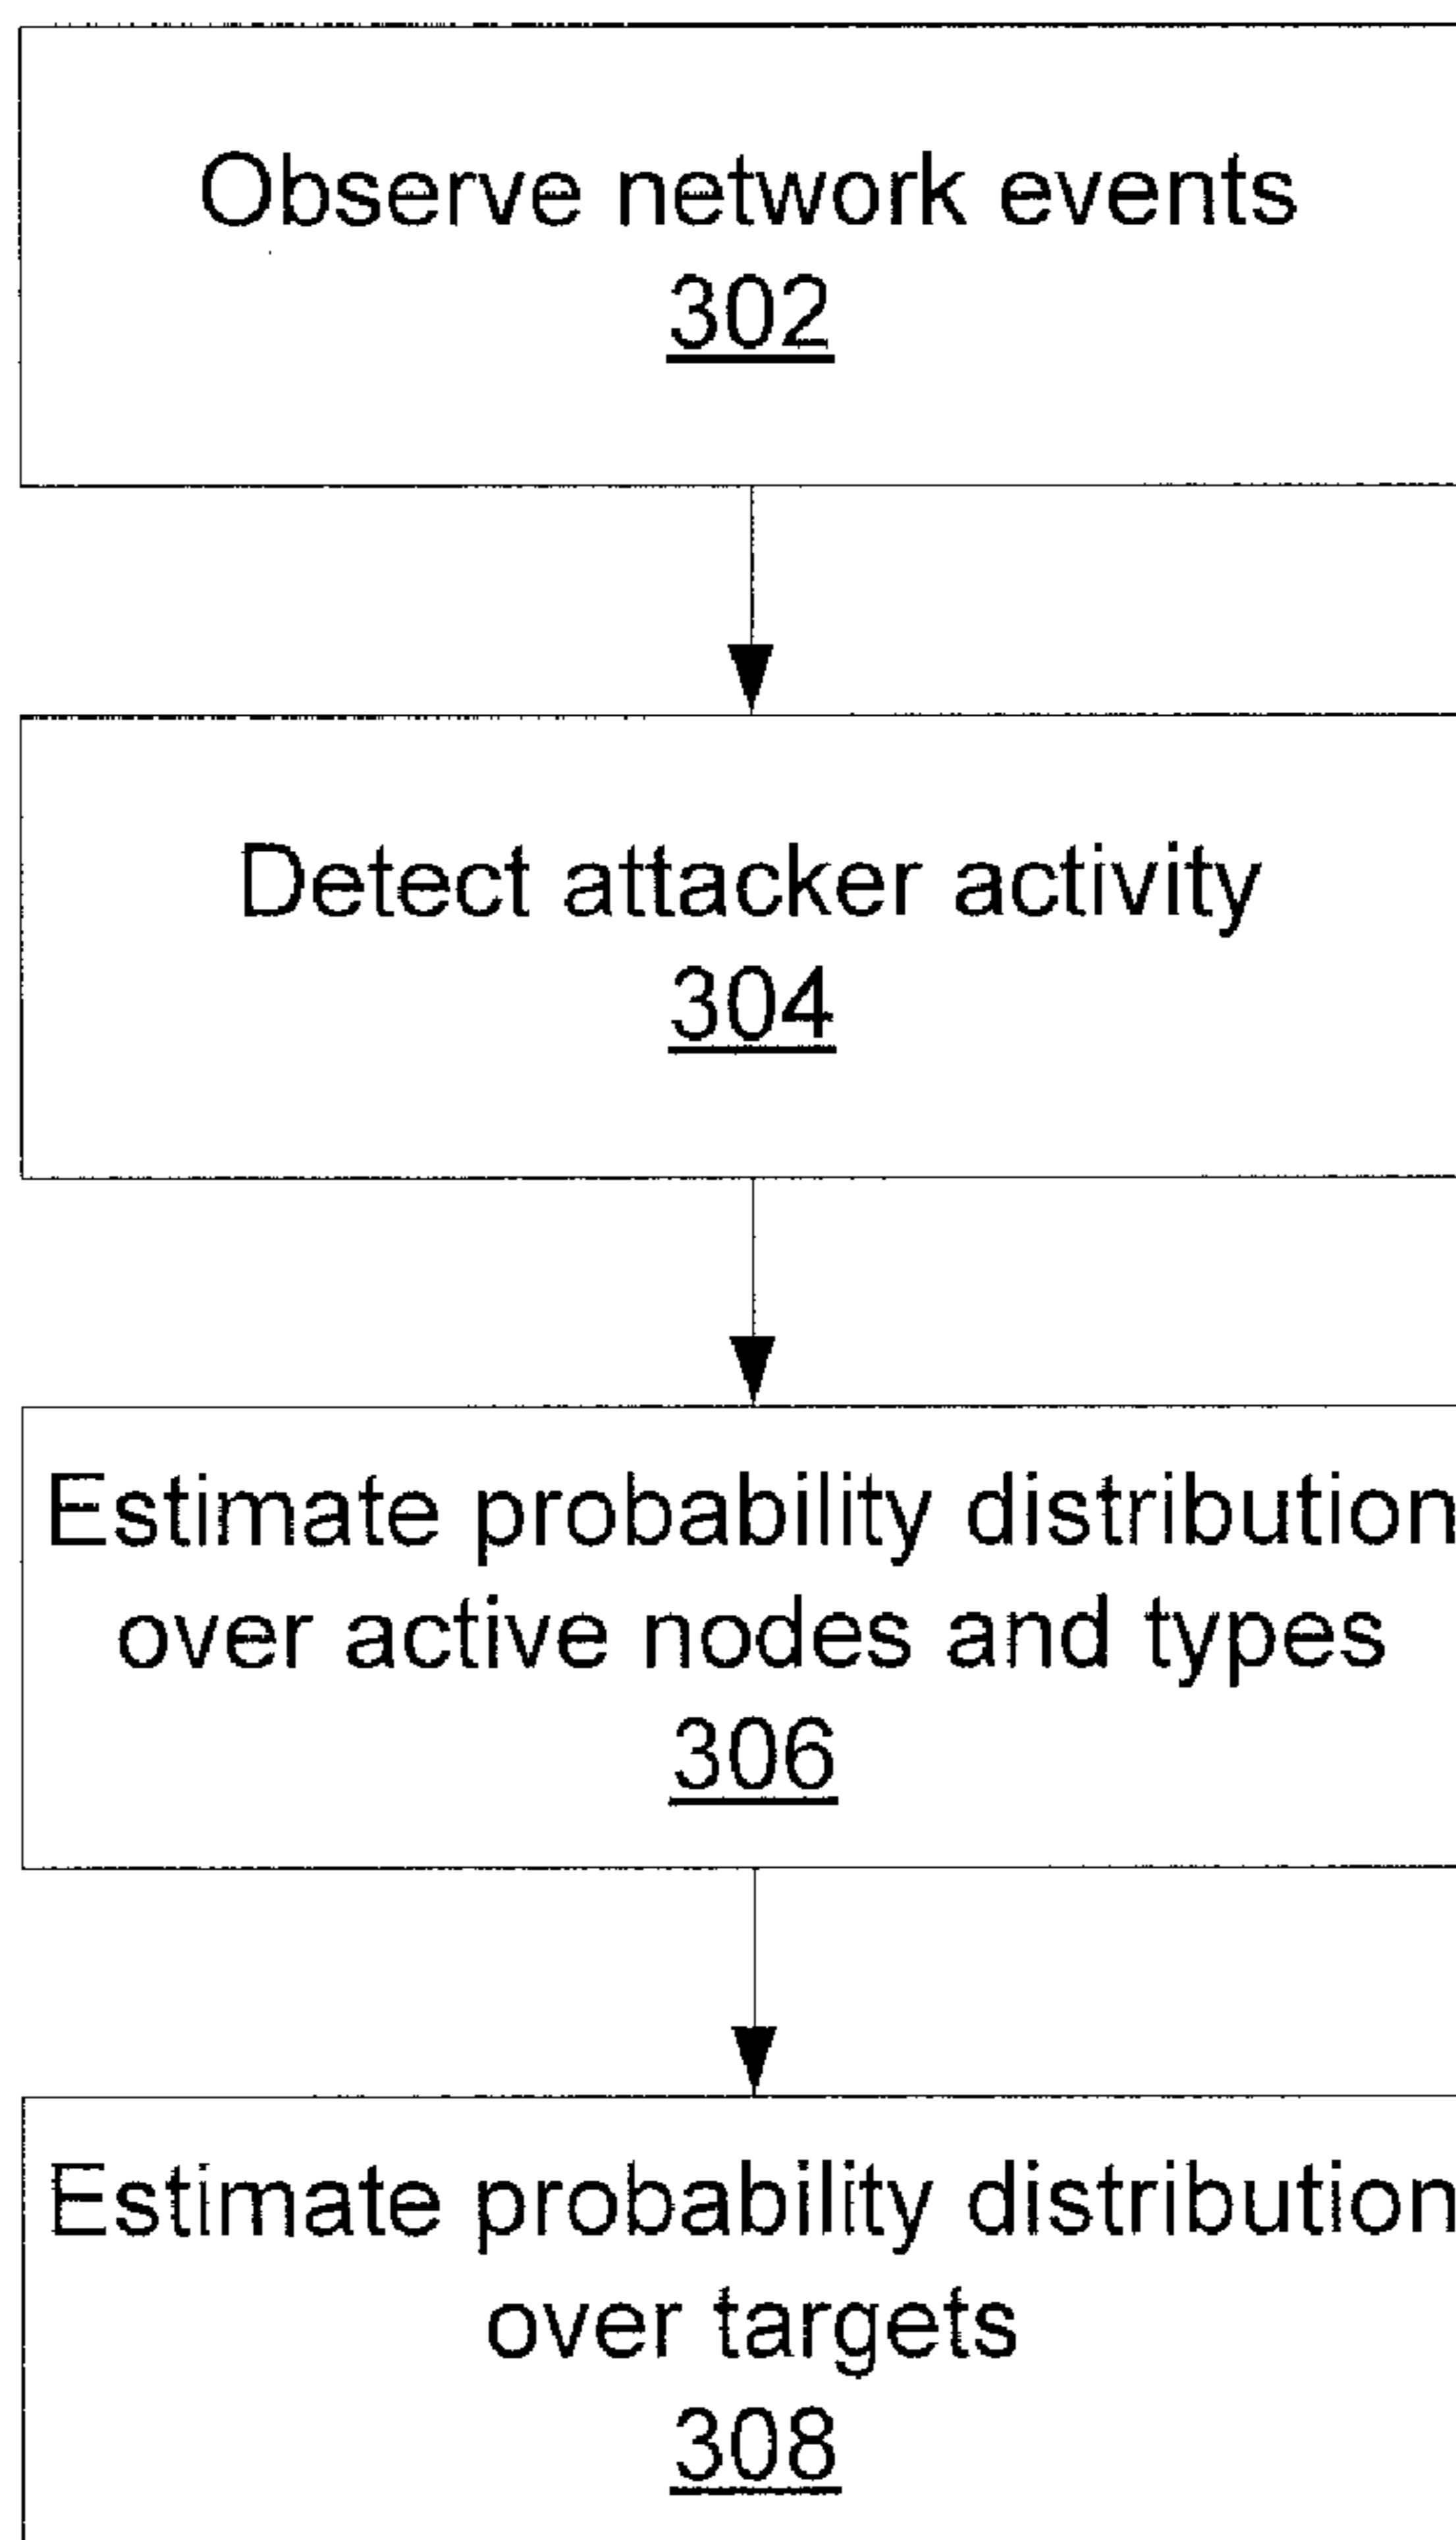 Observe network events
302
Detect attacker activity
304
Estimate probability distribution
over active nodes and types
306
Estimate probability distribution
over targets
308